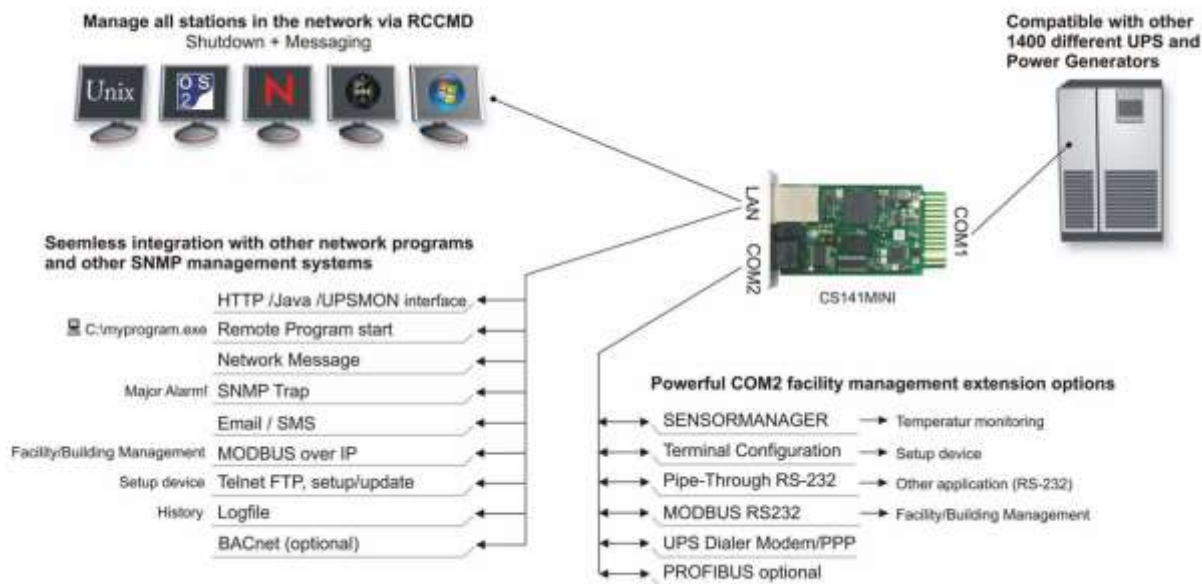 Manage all stations in the network via RCCMD
Shutdown + Messaging
Unix
OS
2
N
Compatible with other
1400 different UPS and
Power Generators
LAN
COM2
COM1
CS141MINI
Seemless integration with other network programs
and other SNMP management systems
HTTP /Java /UPSMON interface
C:\myprogram.exe Remote Program start
Network Message
Major Alarm! SNMP Trap
Email / SMS
Facility/Building Management MODBUS over IP
Setup device Telnet FTP, setup/update
History Logfile
BACnet (optional)
Powerful COM2 facility management extension options
SENSORMANAGER Temperatur monitoring
Terminal Configuration Setup device
Pipe-Through RS-232 Other application (RS-232)
MODBUS RS232 Facility/Building Management
UPS Dialer Modem/PPP
PROFIBUS optional